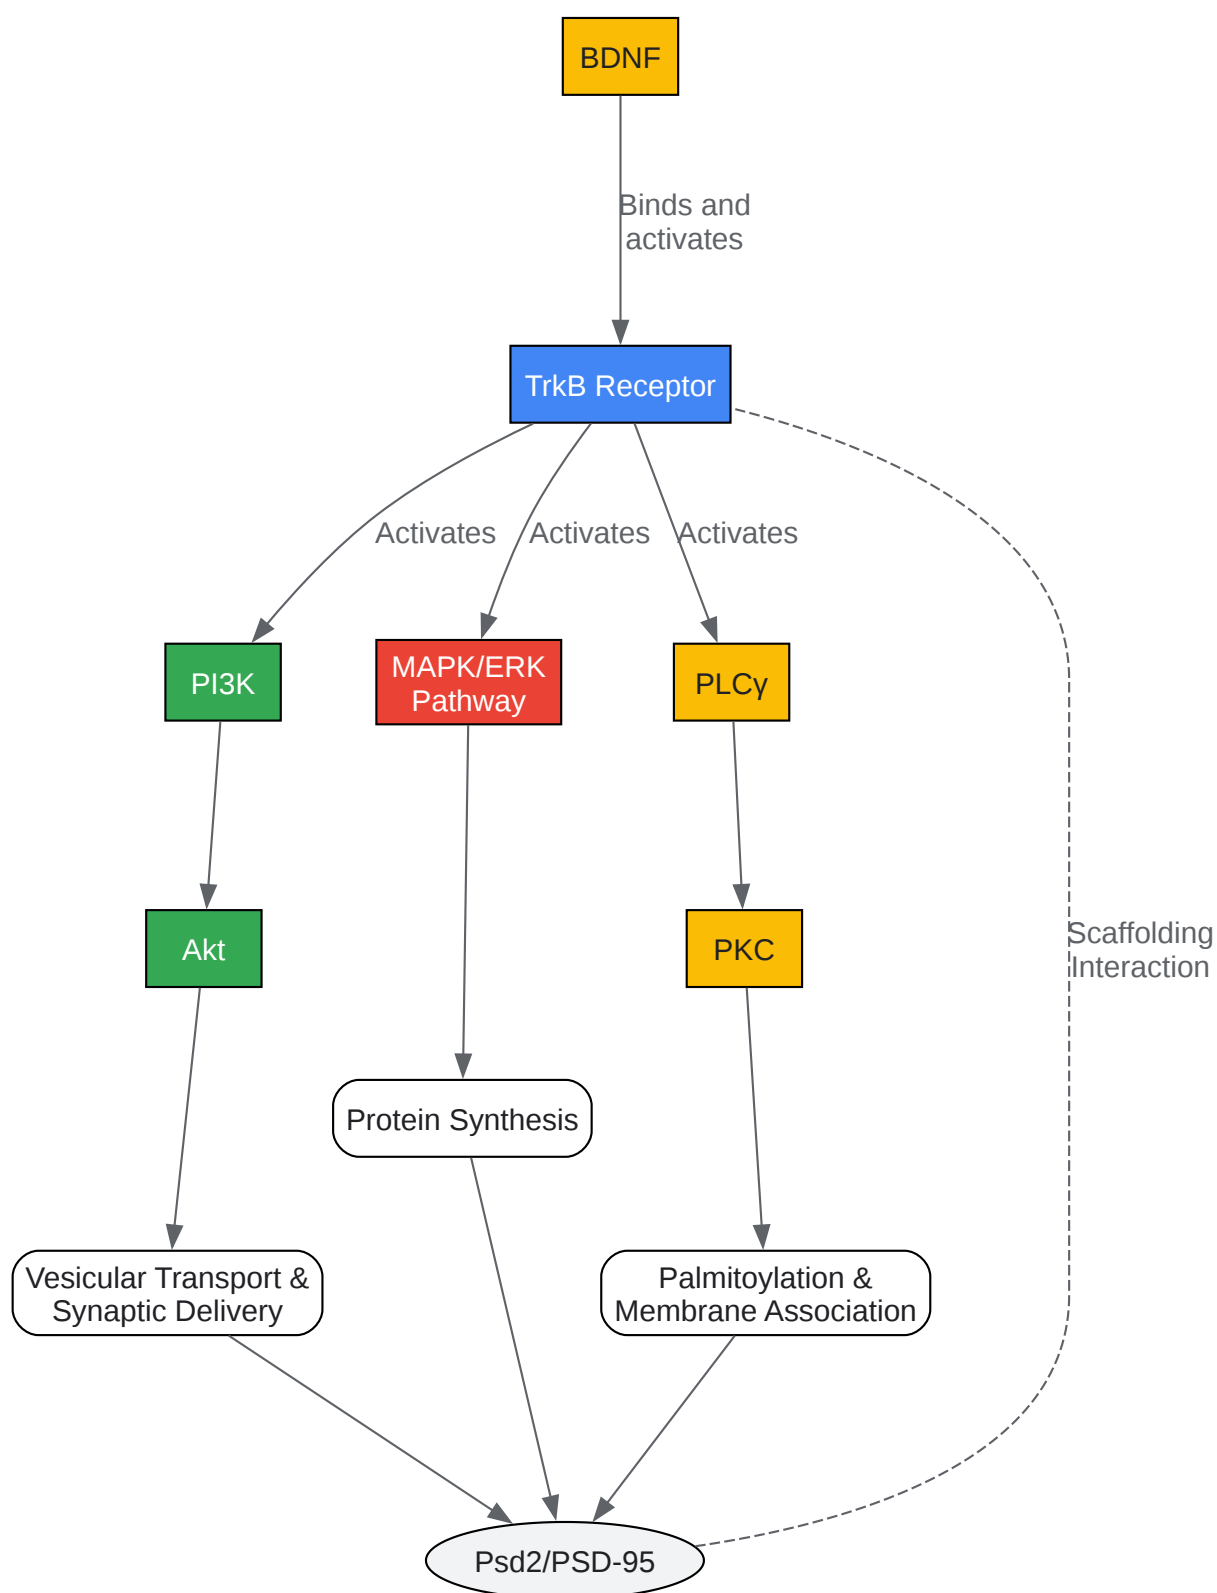 BDNF
Binds and
activates
TrkB Receptor
Activates
Activates
Activates
PI3K
MAPK/ERK
Pathway
PLCγ
Akt
PKC
Scaffolding
Interaction
Protein Synthesis
Vesicular Transport &
Synaptic Delivery
Palmitoylation &
Membrane Association
Psd2/PSD-95